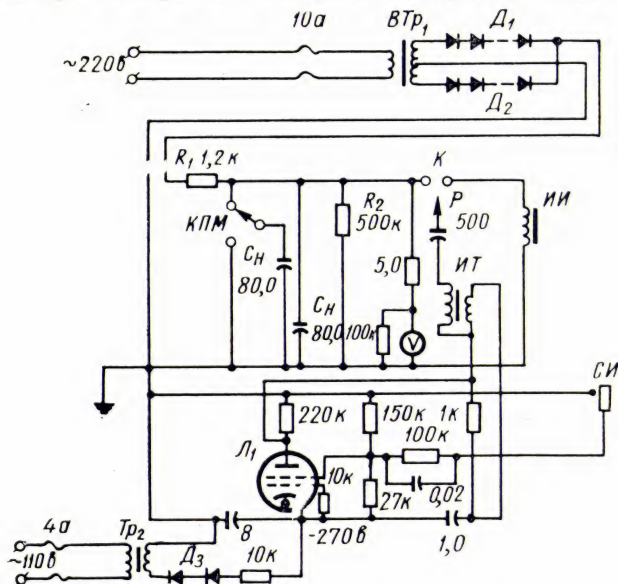 10а
ВТр₁
Д₁
~220в
Д₂
R₁ 1,2к
К
КПМ
R₂
500к
Р
500
ИИ
Cн
80,0
5,0
ИТ
Cн
80,0
100к
V
СИ
220к
150к
1к
100к
Л₁
10к
27к
0,02
-270в
4а
Тр₂
8
1,0
~110в
Д₃
10к